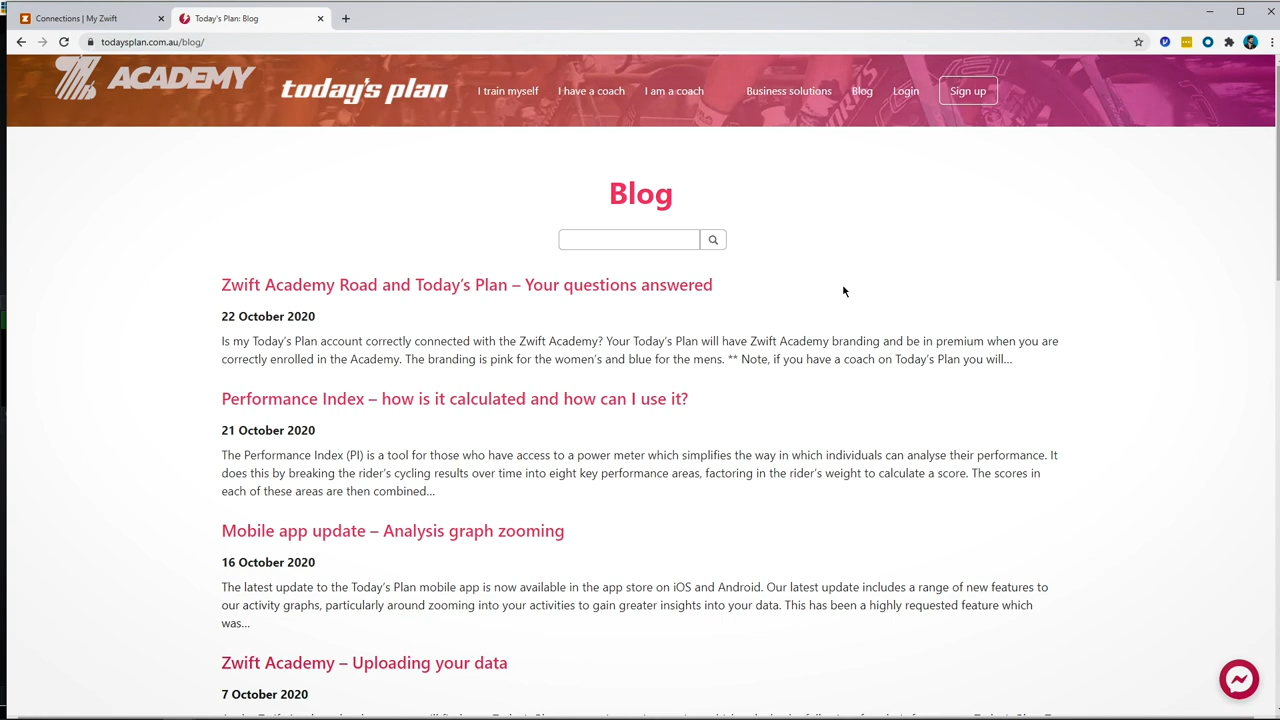 Connections | My Zwift
Today's Plan: Blog
todaysplan.com.au/blog/
ACADEMY
today's plan
I train myself
I have a coach
I am a coach
Business solutions
Blog
Login
Sign up
Blog
Zwift Academy Road and Today's Plan – Your questions answered
22 October 2020
Is my Today's Plan account correctly connected with the Zwift Academy? Your Today's Plan will have Zwift Academy branding and be in premium when you are
correctly enrolled in the Academy. The branding is pink for the women's and blue for the mens. ** Note, if you have a coach on Today's Plan you will...
Performance Index – how is it calculated and how can I use it?
21 October 2020
The Performance Index (PI) is a tool for those who have access to a power meter which simplifies the way in which individuals can analyse their performance. It
does this by breaking the rider's cycling results over time into eight key performance areas, factoring in the rider's weight to calculate a score. The scores in
each of these areas are then combined...
Mobile app update – Analysis graph zooming
16 October 2020
The latest update to the Today's Plan mobile app is now available in the app store on iOS and Android. Our latest update includes a range of new features to
our activity graphs, particularly around zooming into your activities to gain greater insights into your data. This has been a highly requested feature which
was...
Zwift Academy – Uploading your data
7 October 2020